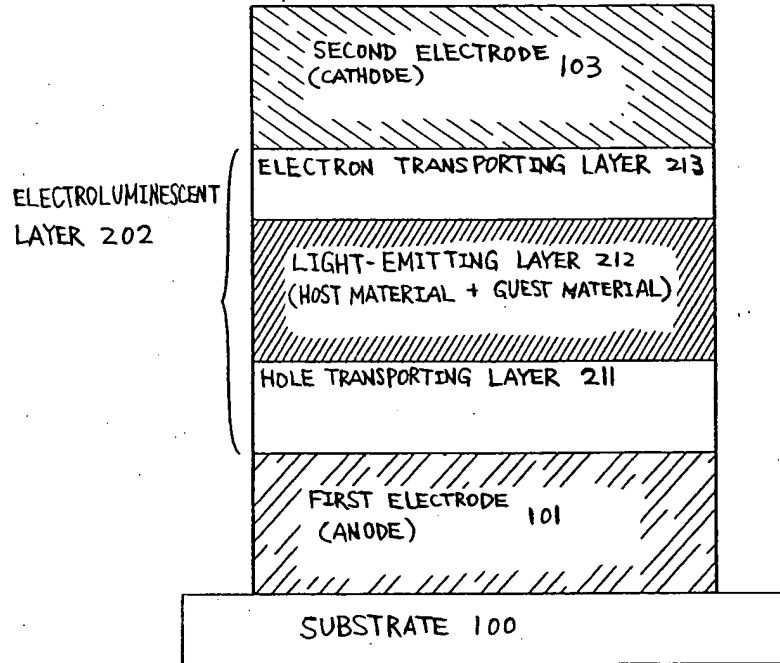 SECOND ELECTRODE 103
(CATHODE)
ELECTRON TRANSPORTING LAYER 213
ELECTROLUMINESCENT
LAYER 202
LIGHT-EMITTING LAYER 212
(HOST MATERIAL + GUEST MATERIAL)
HOLE TRANSPORTING LAYER 211
FIRST ELECTRODE 101
(ANODE)
SUBSTRATE 100